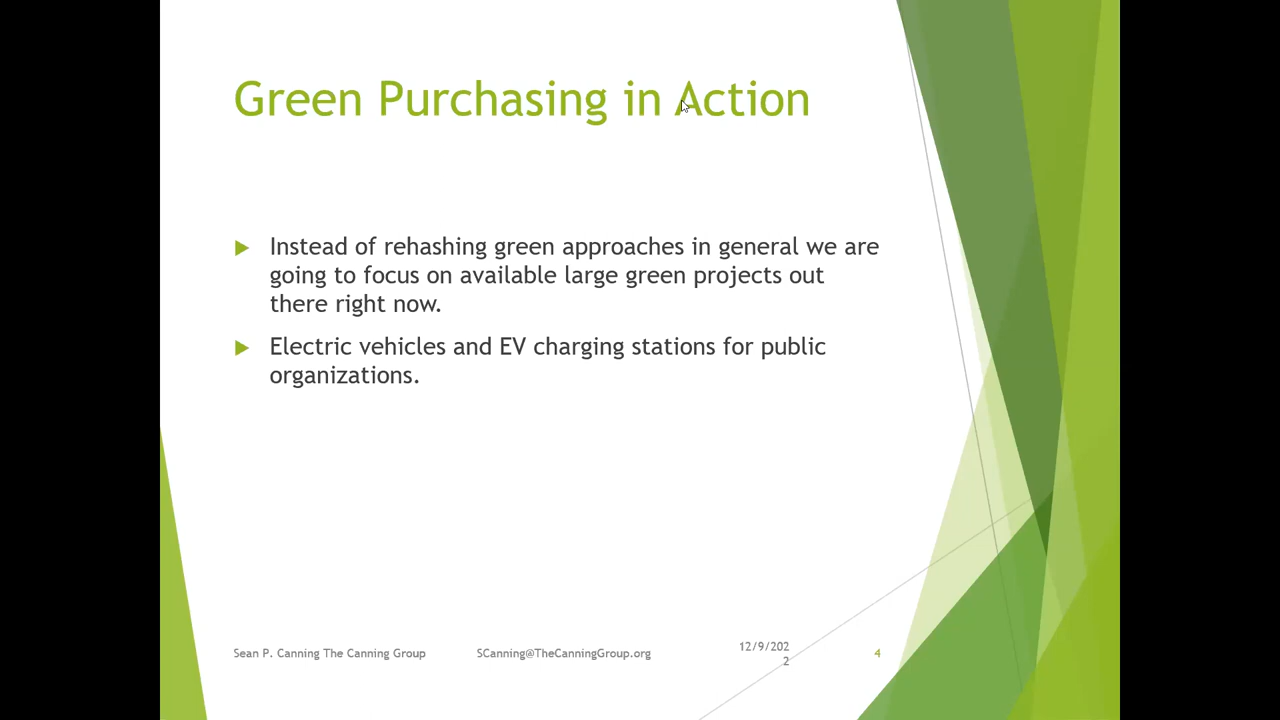 Green Purchasing in Action
Instead of rehashing green approaches in general we are
going to focus on available large green projects out
there right now.
Electric vehicles and EV charging stations for public
organizations.
Sean P. Canning The Canning Group
SCanning@TheCanningGroup.org
12/9/202
2
4